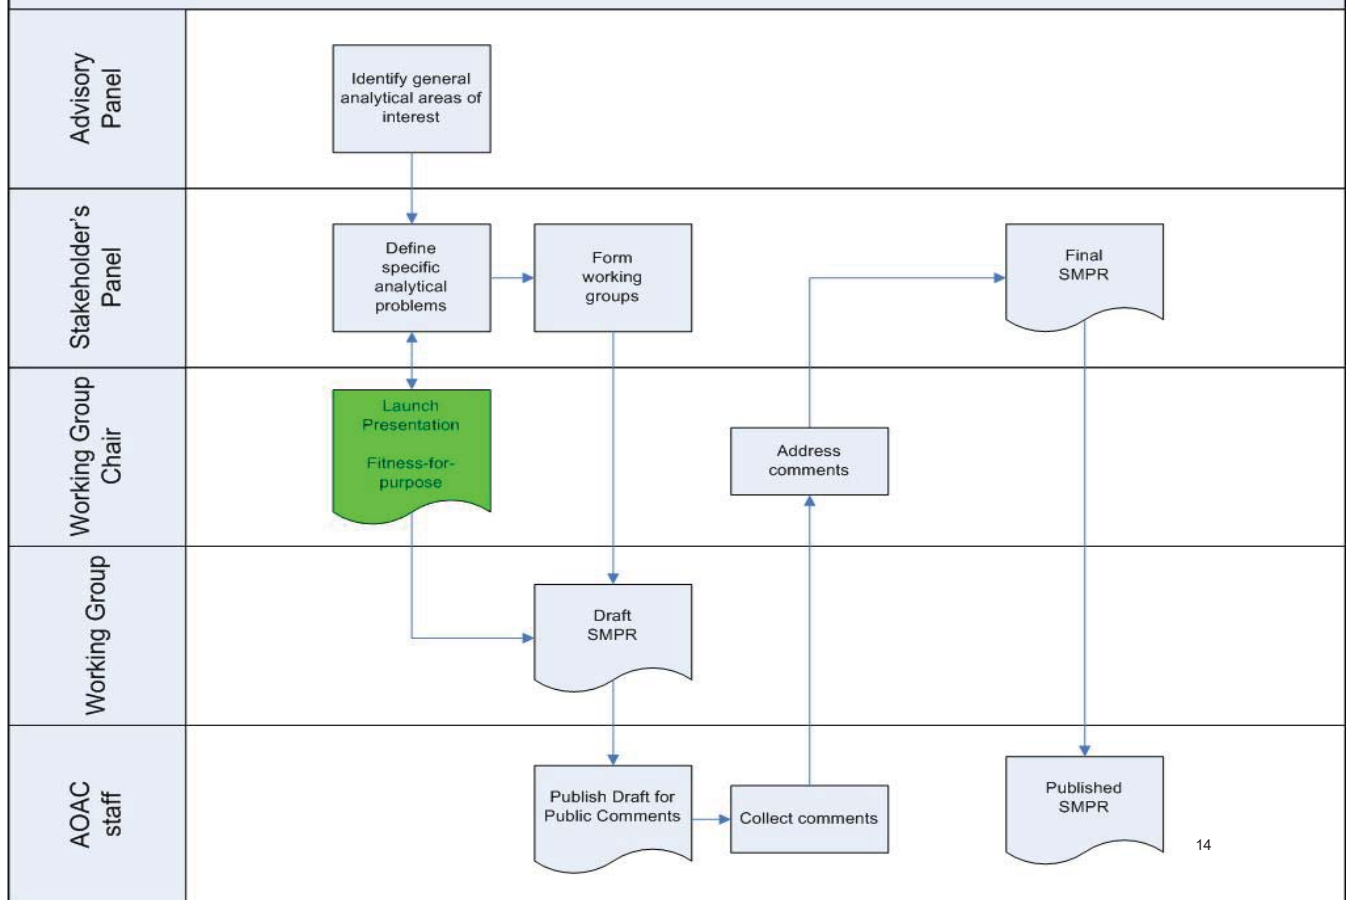 Advisory
Panel
Identify general
analytical areas of
interest
Stakeholder's
Panel
Define
specific
analytical
problems
Form
working
groups
Final
SMPR
Working Group
Chair
Launch
Presentation
Fitness-for-
purpose
Address
comments
Working Group
Draft
SMPR
AOAC
staff
Publish Draft for
Public Comments
Collect comments
Published
SMPR
14